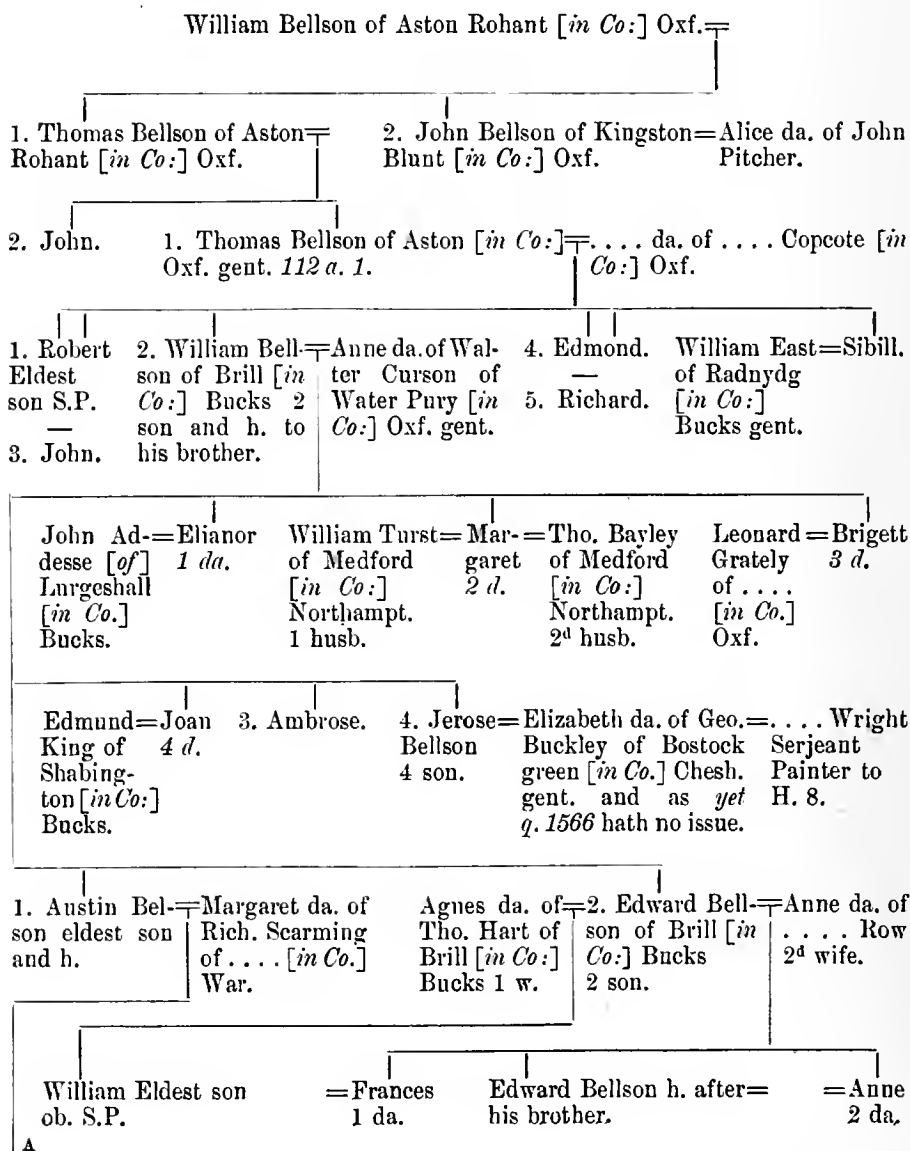 William Bellson of Aston Rohant [in Co:] Oxf.
1. Thomas Bellson of Aston
Rohant [in Co:] Oxf.
2. John Bellson of Kingston=Alice da. of John
Blunt [in Co:] Oxf. Pitcher.
2. John.
1. Thomas Bellson of Aston [in Co:]
Oxf. gent. 112 a. 1.
. . . . da. of . . . . Copcote [in
Co:] Oxf.
1. Robert
Eldest
son S.P.
—
3. John.
2. William Bell-
son of Brill [in
Co:] Bucks 2
son and h. to
his brother.
Anne da. of Wal-
ter Curson of
Water Pury [in
Co:] Oxf. gent.
4. Edmond.
—
5. Richard.
William East=Sibill.
of Radnydg
[in Co:]
Bucks gent.
John Ad-
desse [of]
Lurgeshall
[in Co.]
Bucks.
=Elianor
1 da.
William Turst=
of Medford
[in Co:]
Northampt.
1 husb.
Mar-
garet
2 d.
=Tho. Bayley
of Medford
[in Co:]
Northampt.
2d husb.
Leonard
Grately
of . . . .
[in Co.]
Oxf.
=Brigett
3 d.
Edmund=
King of
Shabing-
ton [in Co:]
Bucks.
Joan
4 d.
3. Ambrose.
4. Jerose=
Bellson
4 son.
Elizabeth da. of Geo.
Buckley of Bostock
green [in Co.] Chesh.
gent. and as yet
q. 1566 hath no issue.
=. . . . Wright
Serjeant
Painter to
H. 8.
1. Austin Bel-
son eldest son
and h.
Margaret da. of
Rich. Scarming
of . . . . [in Co.]
War.
Agnes da. of
Tho. Hart of
Brill [in Co:]
Bucks 1 w.
2. Edward Bell-
son of Brill [in
Co:] Bucks
2 son.
Anne da. of
. . . . Row
2d wife.
William Eldest son
ob. S.P.
=Frances
1 da.
Edward Bellson h. after=
his brother.
=Anne
2 da.
A